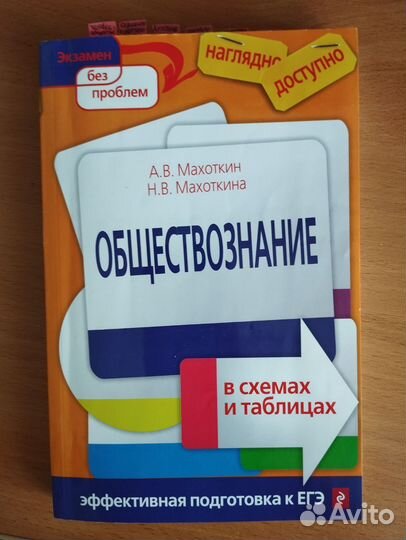 Экзамен
без
проблем
наглядно
доступно
А.В. Махоткин
Н.В. Махоткина
ОБЩЕСТВОЗНАНИЕ
в схемах
и таблицах
эффективная подготовка к ЕГЭ
Avito